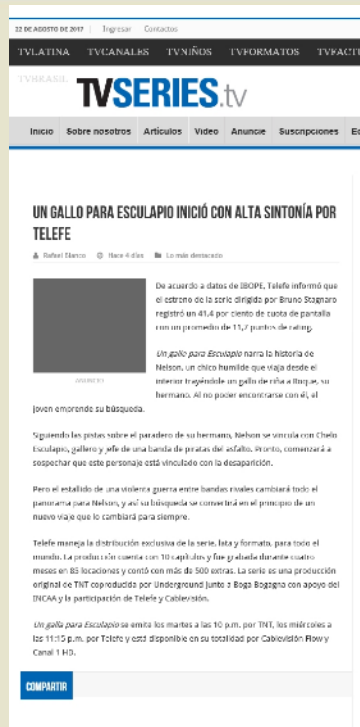 22 DE AGOSTO DE 2017 | Ingresar Contactos
TVLATINA TVCANALES TVNIÑOS TVFORMATOS TVFACT
TVBRASIL
TVSERIES.tv
Inicio Sobre nosotros Artículos Video Anuncie Suscripciones
UN GALLO PARA ESCULAPIO INICIÓ CON ALTA SINTONÍA POR
TELEFE
Rafael Blanco Hace 4 días Lo más destacado
De acuerdo a datos de IBOPE, Telefe informó que
el estreno de la serie dirigida por Bruno Stagnaro
registró un 41,4 por ciento de cuota de pantalla
con un promedio de 11,7 puntos de rating.
Un gallo para Esculapio narra la historia de
Nelson, un chico humilde que viaja desde el
interior trayéndole un gallo de riña a Roque, su
hermano. Al no poder encontrarse con él, el
ANUNCIO
joven emprende su búsqueda.
Siguiendo las pistas sobre el paradero de su hermano, Nelson se vincula con Chelo
Esculapio, gallero y jefe de una banda de piratas del asfalto. Pronto, comenzará a
sospechar que este personaje está vinculado con la desaparición.
Pero el estallido de una violenta guerra entre bandas rivales cambiará todo el
panorama para Nelson, y así su búsqueda se convertirá en el principio de un
nuevo viaje que lo cambiará para siempre.
Telefe maneja la distribución exclusiva de la serie, lata y formato, para todo el
mundo. La producción cuenta con 10 capítulos y fue grabada durante cuatro
meses en 85 locaciones y contó con más de 500 extras. La serie es una producción
original de TNT coproducida por Underground junto a Boga Bogagna con apoyo del
INCAA y la participación de Telefe y Cablevisión.
Un gallo para Esculapio se emite los martes a las 10 p.m. por TNT, los miércoles a
las 11:15 p.m. por Telefe y está disponible en su totalidad por Cablevisión Flow y
Canal 1 HD.
COMPARTIR